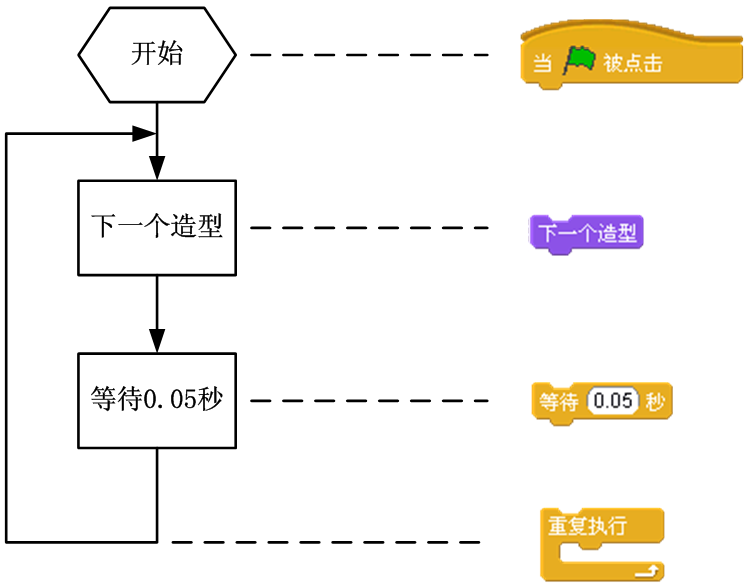 开始
当 被点击
下一个造型
下一个造型
等待0.05秒
等待 0.05 秒
重复执行